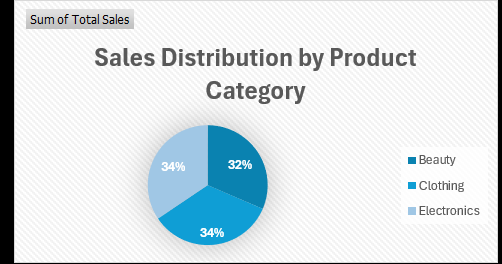 Sum of Total Sales
Sales Distribution by Product
Category
34%
32%
34%
Beauty
Clothing
Electronics